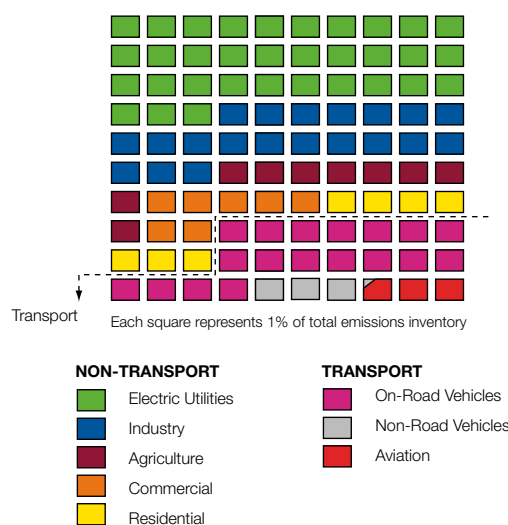 Transport
Each square represents 1% of total emissions inventory
NON-TRANSPORT
Electric Utilities
Industry
Agriculture
Commercial
Residential
TRANSPORT
On-Road Vehicles
Non-Road Vehicles
Aviation